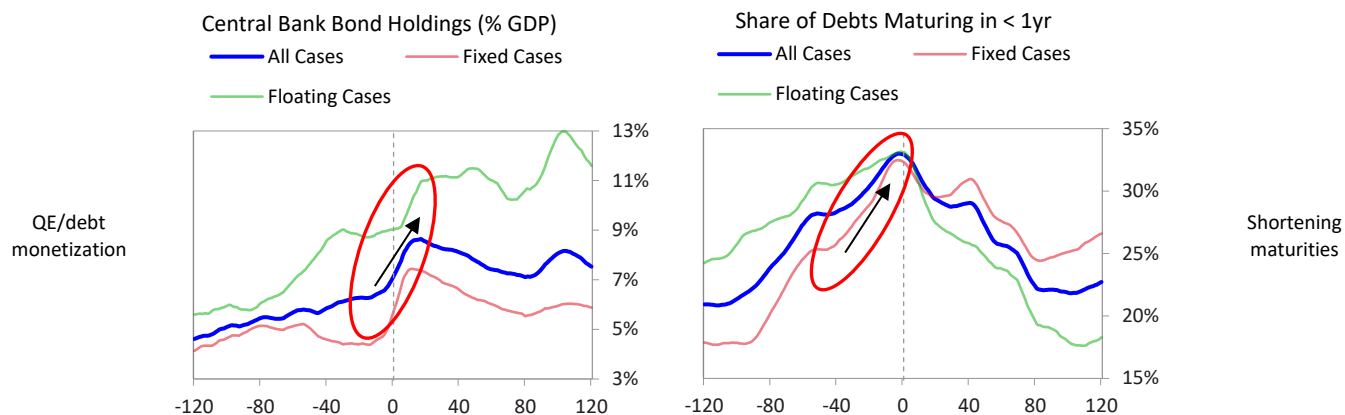 Central Bank Bond Holdings (% GDP)
All Cases
Fixed Cases
Floating Cases
13%
11%
9%
7%
5%
3%
-120
-80
-40
0
40
80
120
QE/debt
monetization
Share of Debts Maturing in < 1yr
All Cases
Fixed Cases
Floating Cases
35%
30%
25%
20%
15%
-120
-80
-40
0
40
80
120
Shortening
maturities